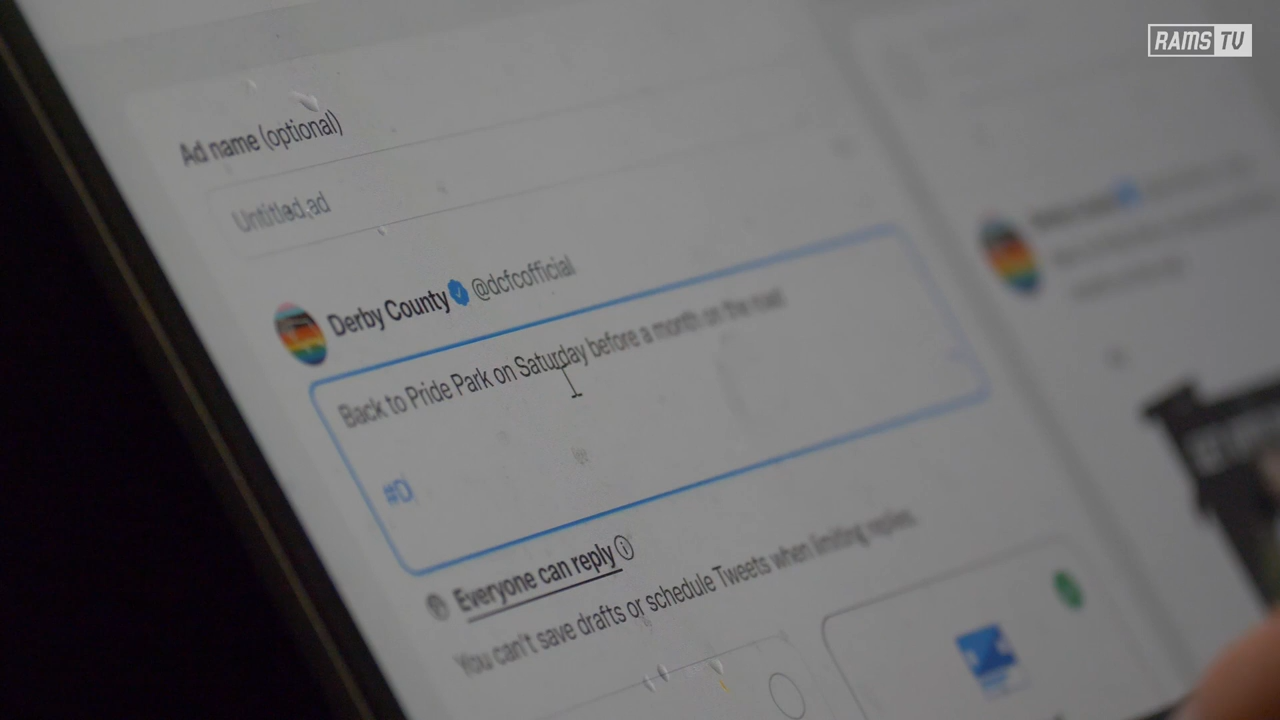 RAMS TV
Ad name (optional)
Untitled ad
Derby County @dcfcofficial
Back to Pride Park on Saturday before a month on the road
#D
Everyone can reply
You can't save drafts or schedule Tweets when limiting replies.